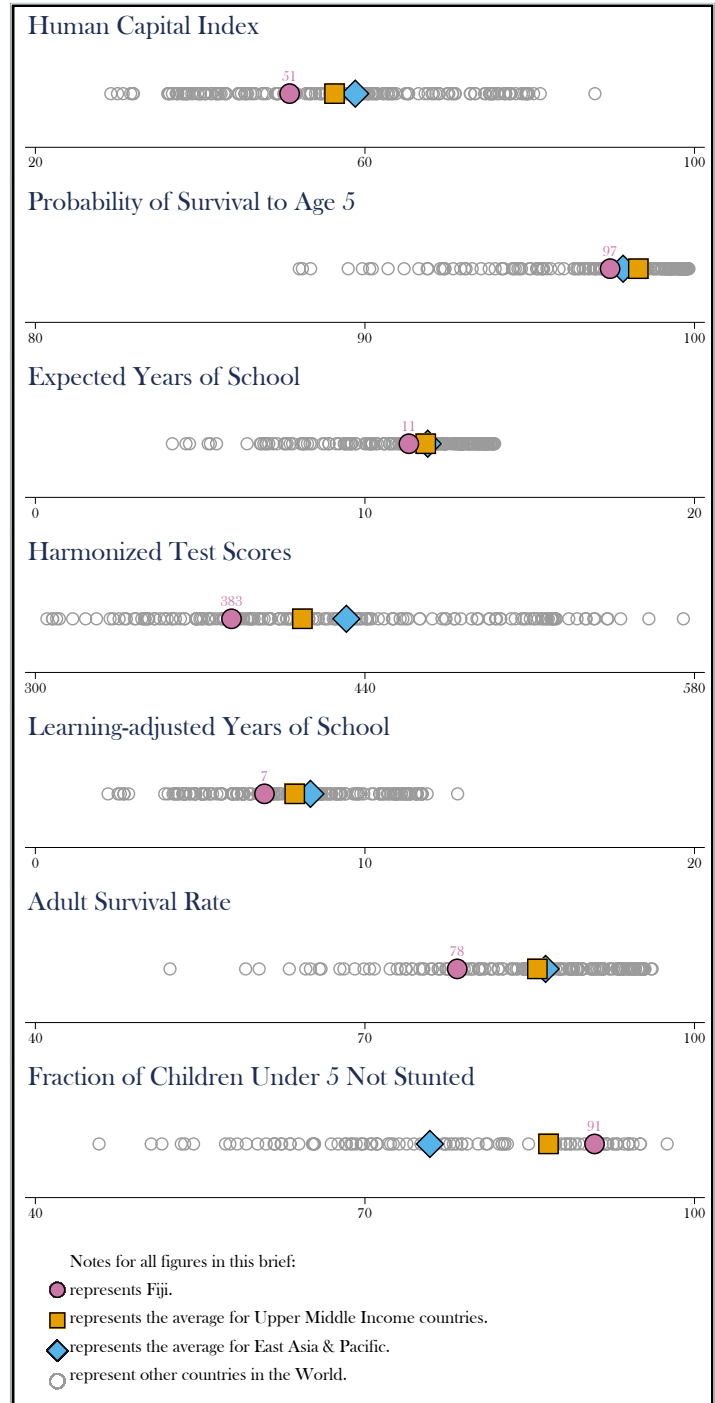 Human Capital Index
51
20 60 100
Probability of Survival to Age 5
97
80 90 100
Expected Years of School
11
0 10 20
Harmonized Test Scores
383
300 440 580
Learning-adjusted Years of School
7
0 10 20
Adult Survival Rate
78
40 70 100
Fraction of Children Under 5 Not Stunted
91
40 70 100
Notes for all figures in this brief:
represents Fiji.
represents the average for Upper Middle Income countries.
represents the average for East Asia & Pacific.
represent other countries in the World.